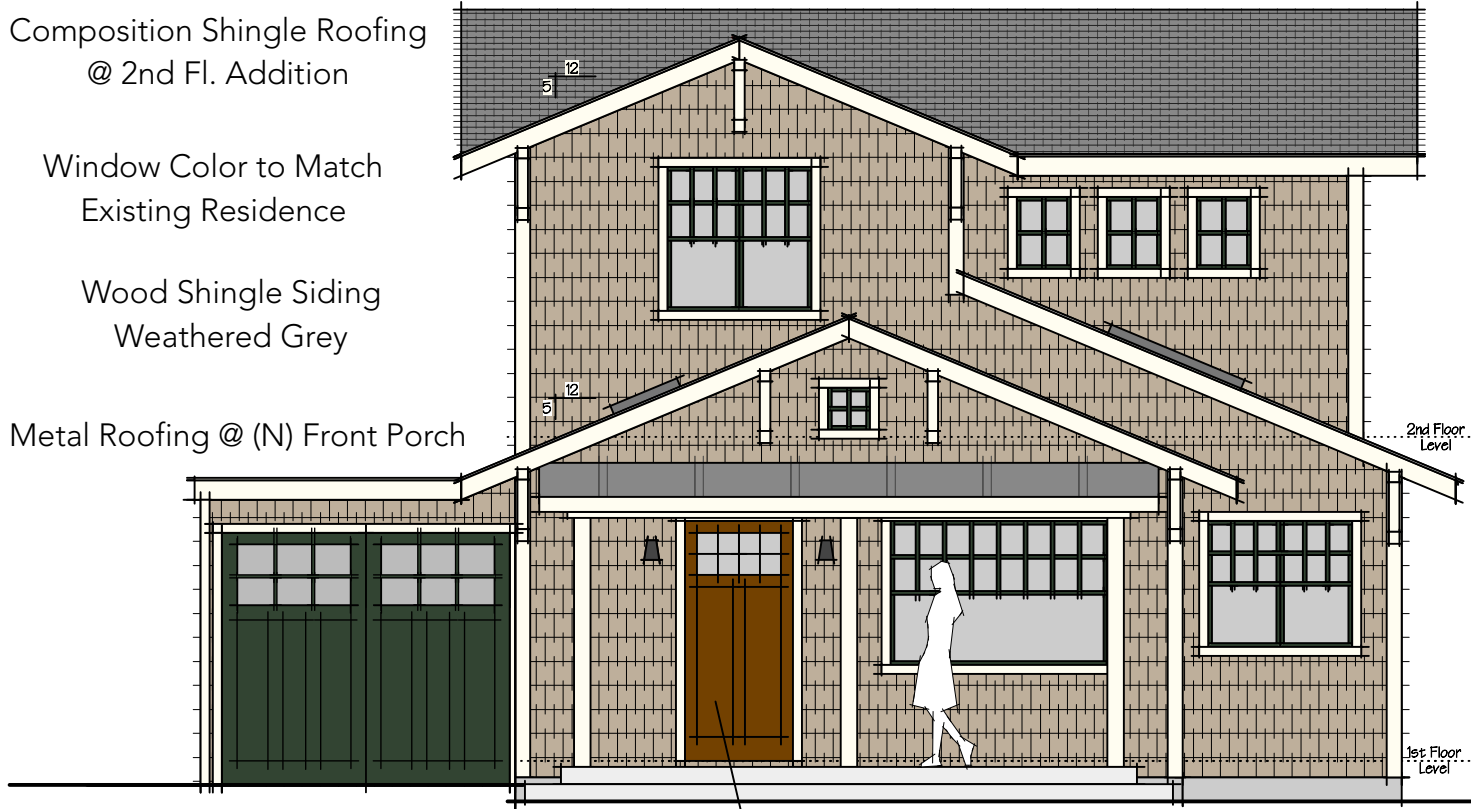 Composition Shingle Roofing
@ 2nd Fl. Addition
12
5
Window Color to Match
Existing Residence
Wood Shingle Siding
Weathered Grey
12
5
Metal Roofing @ (N) Front Porch
2nd Floor
Level
1st Floor
Level